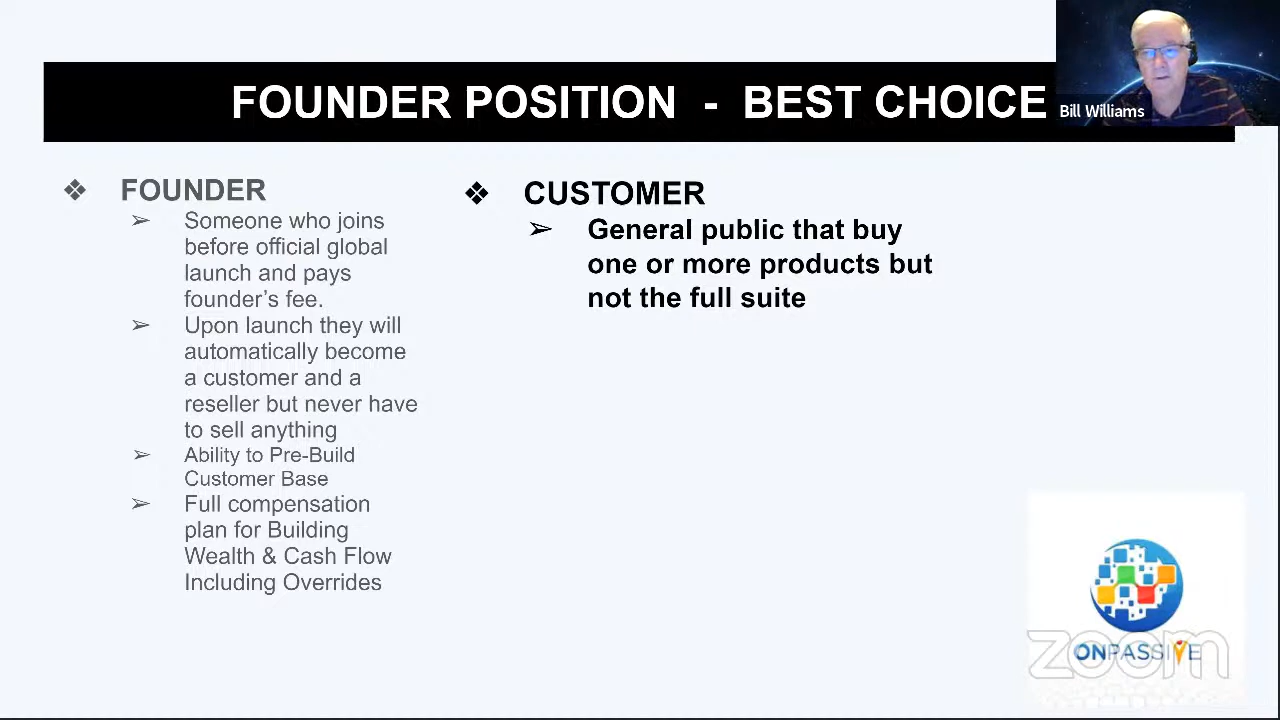 FOUNDER POSITION - BEST CHOICE
Bill Williams
❖ FOUNDER
➢ Someone who joins
before official global
launch and pays
founder's fee.
➢ Upon launch they will
automatically become
a customer and a
reseller but never have
to sell anything
➢ Ability to Pre-Build
Customer Base
➢ Full compensation
plan for Building
Wealth & Cash Flow
Including Overrides
❖ CUSTOMER
➢ General public that buy
one or more products but
not the full suite
zoom
ONPASSIVE